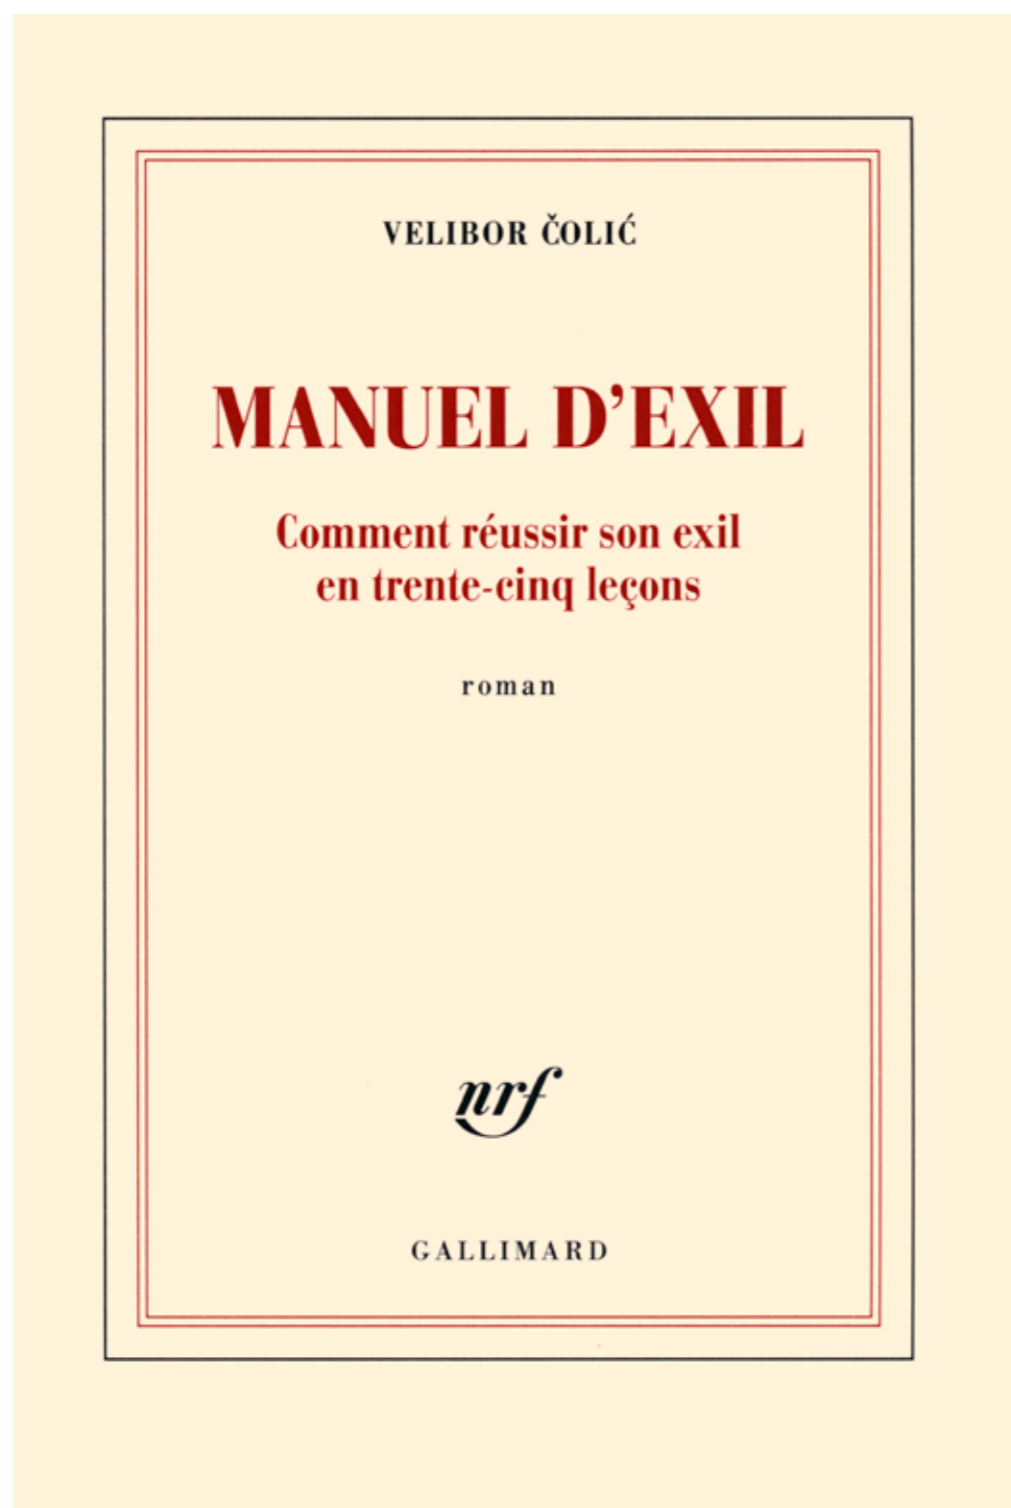 VELIBOR ČOLIĆ
MANUEL D'EXIL
Comment réussir son exil
en trente-cinq leçons
roman
nrf
GALLIMARD